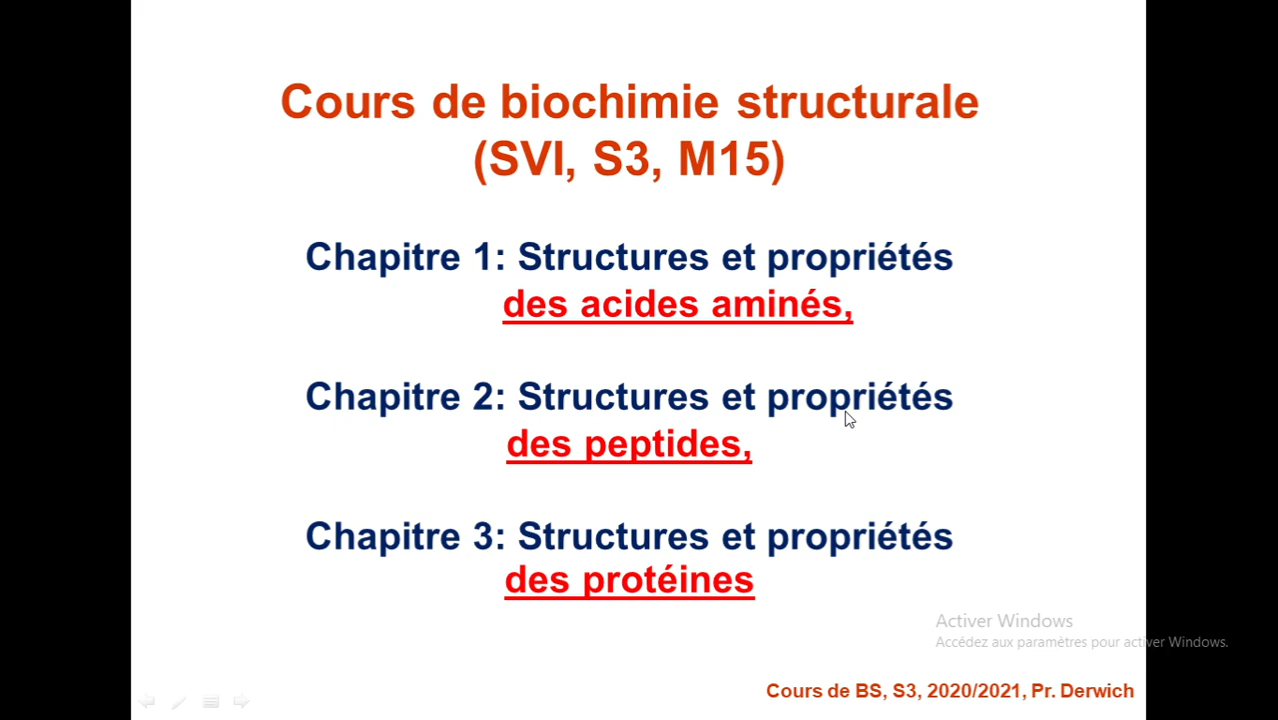 Cours de biochimie structurale
(SVI, S3, M15)
Chapitre 1: Structures et propriétés
des acides aminés,
Chapitre 2: Structures et propriétés
des peptides,
Chapitre 3: Structures et propriétés
des protéines
Activer Windows
Accédez aux paramètres pour activer Windows.
Cours de BS, S3, 2020/2021, Pr. Derwich